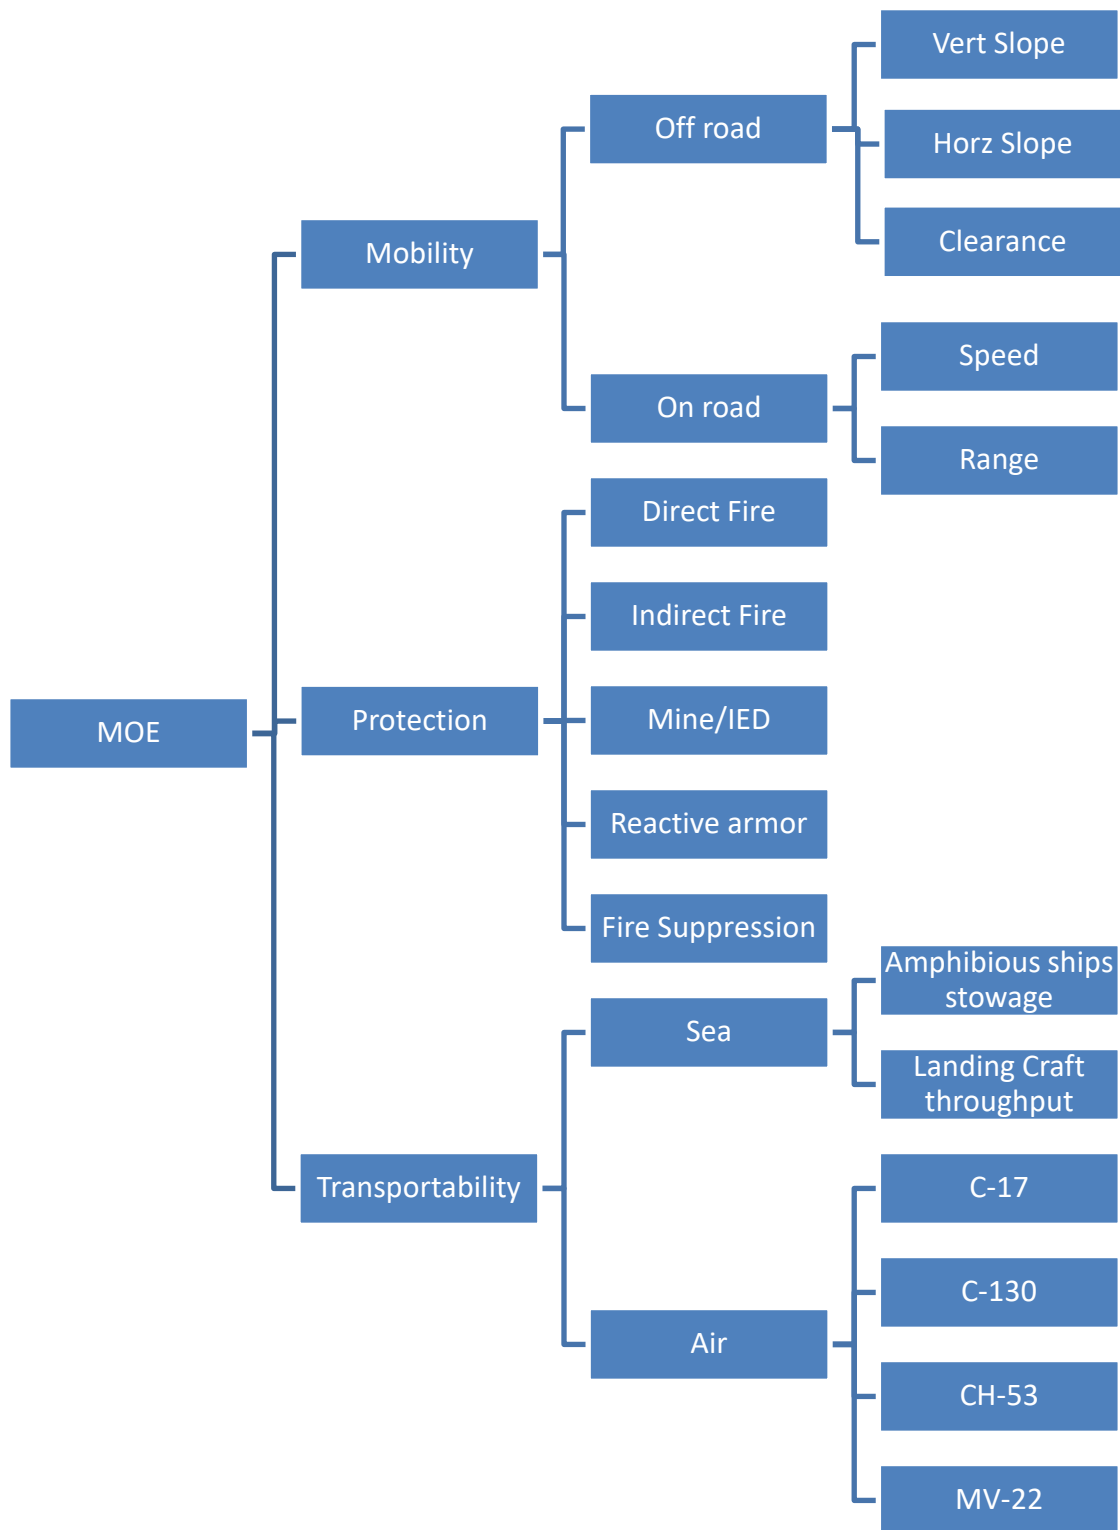 MOE
Mobility
Off road
Vert Slope
Horz Slope
Clearance
On road
Speed
Range
Protection
Direct Fire
Indirect Fire
Mine/IED
Reactive armor
Fire Suppression
Transportability
Sea
Amphibious ships
stowage
Landing Craft
throughput
Air
C-17
C-130
CH-53
MV-22